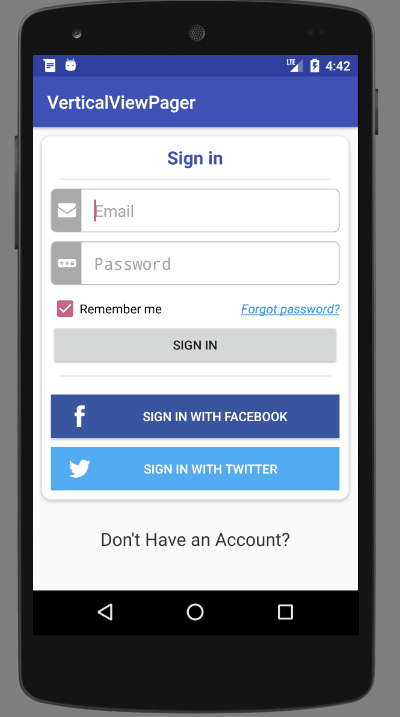 LTE 4:42
VerticalViewPager
Sign in
Email
Password
Remember me Forgot password?
SIGN IN
SIGN IN WITH FACEBOOK
SIGN IN WITH TWITTER
Don't Have an Account?